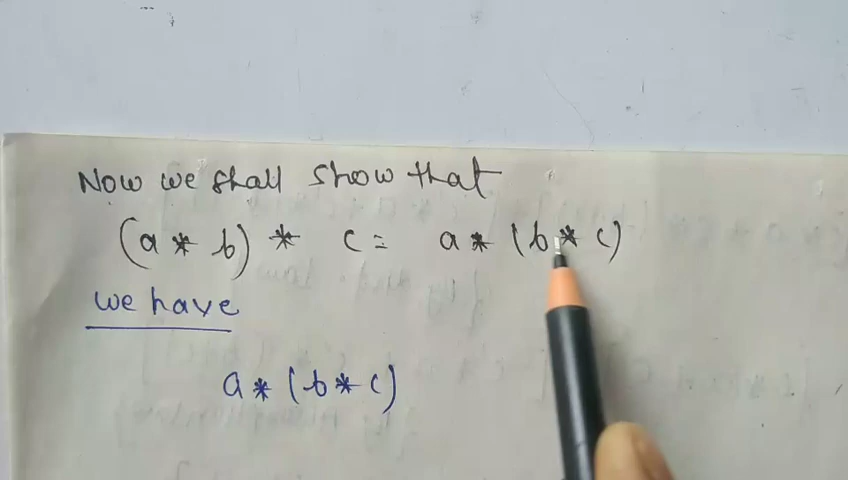 Now we shall show that
(a * b) * c = a * (b * c)
we have
a * (b * c)